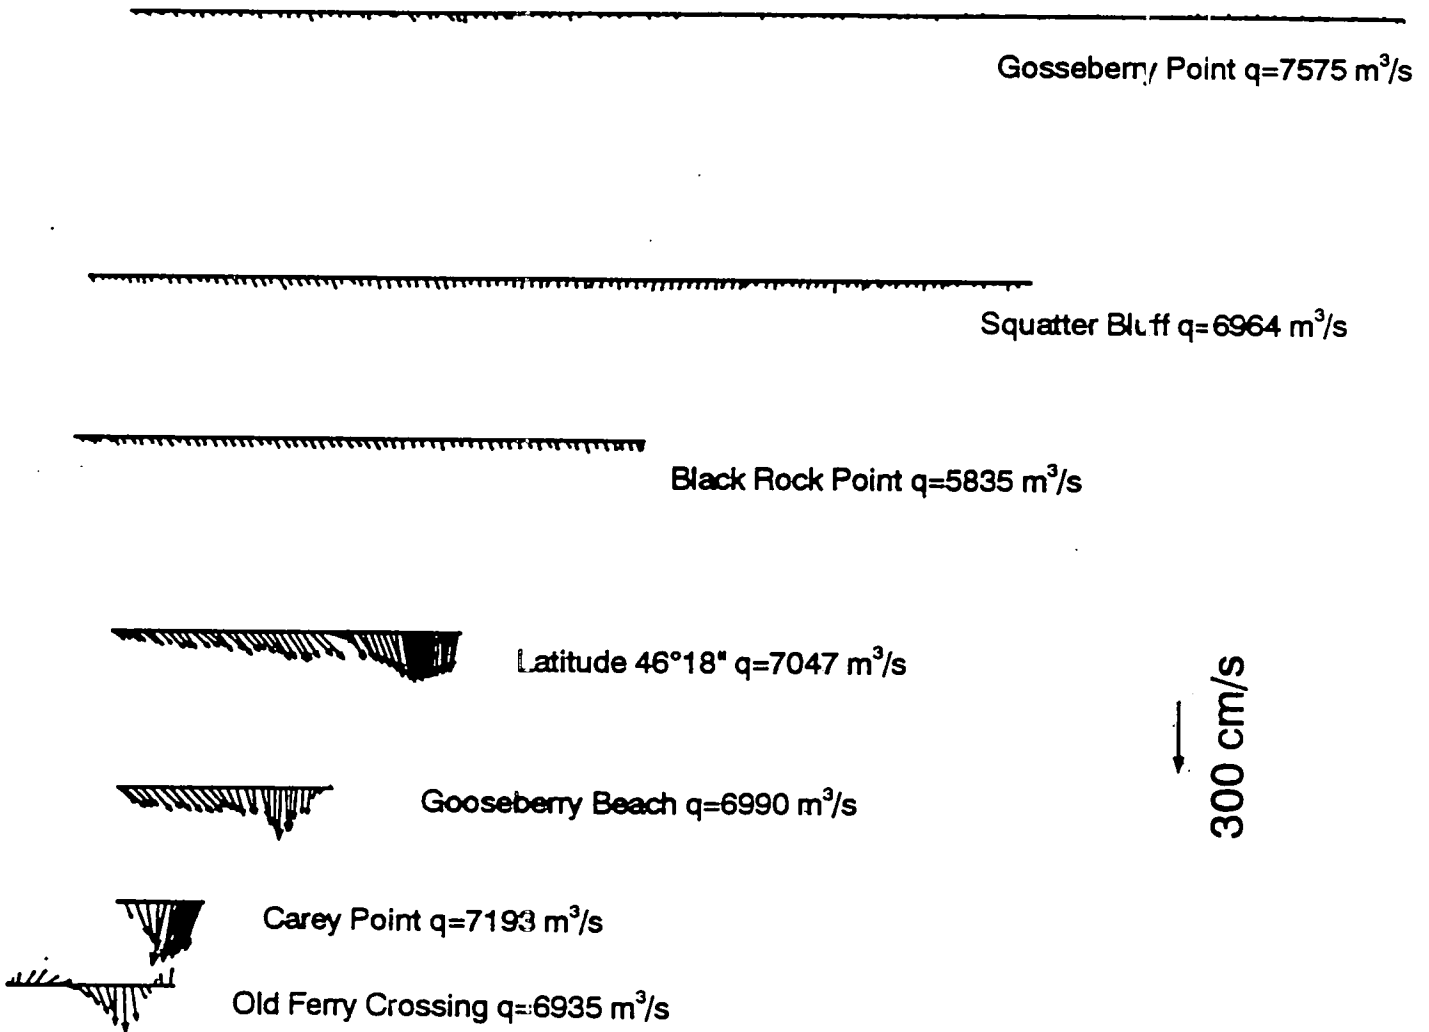 Gosseberry Point q=7575 m³/s
Squatter Bluff q=6964 m³/s
Black Rock Point q=5835 m³/s
Latitude 46°18" q=7047 m³/s
300 cm/s
Gooseberry Beach q=6990 m³/s
Carey Point q=7193 m³/s
Old Ferry Crossing q=6935 m³/s